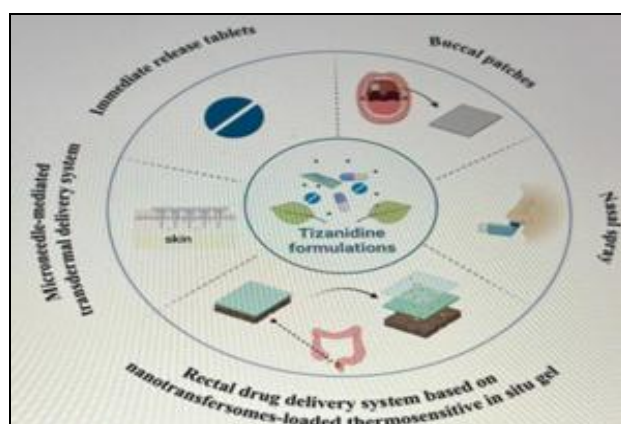 Immediate release tablets
Buccal patches
Microneedle-mediated
transdermal delivery system
skin
Tizanidine
formulations
Nasal spray
Rectal drug delivery system based on
nanotransfersomes-loaded thermosensitive in situ gel